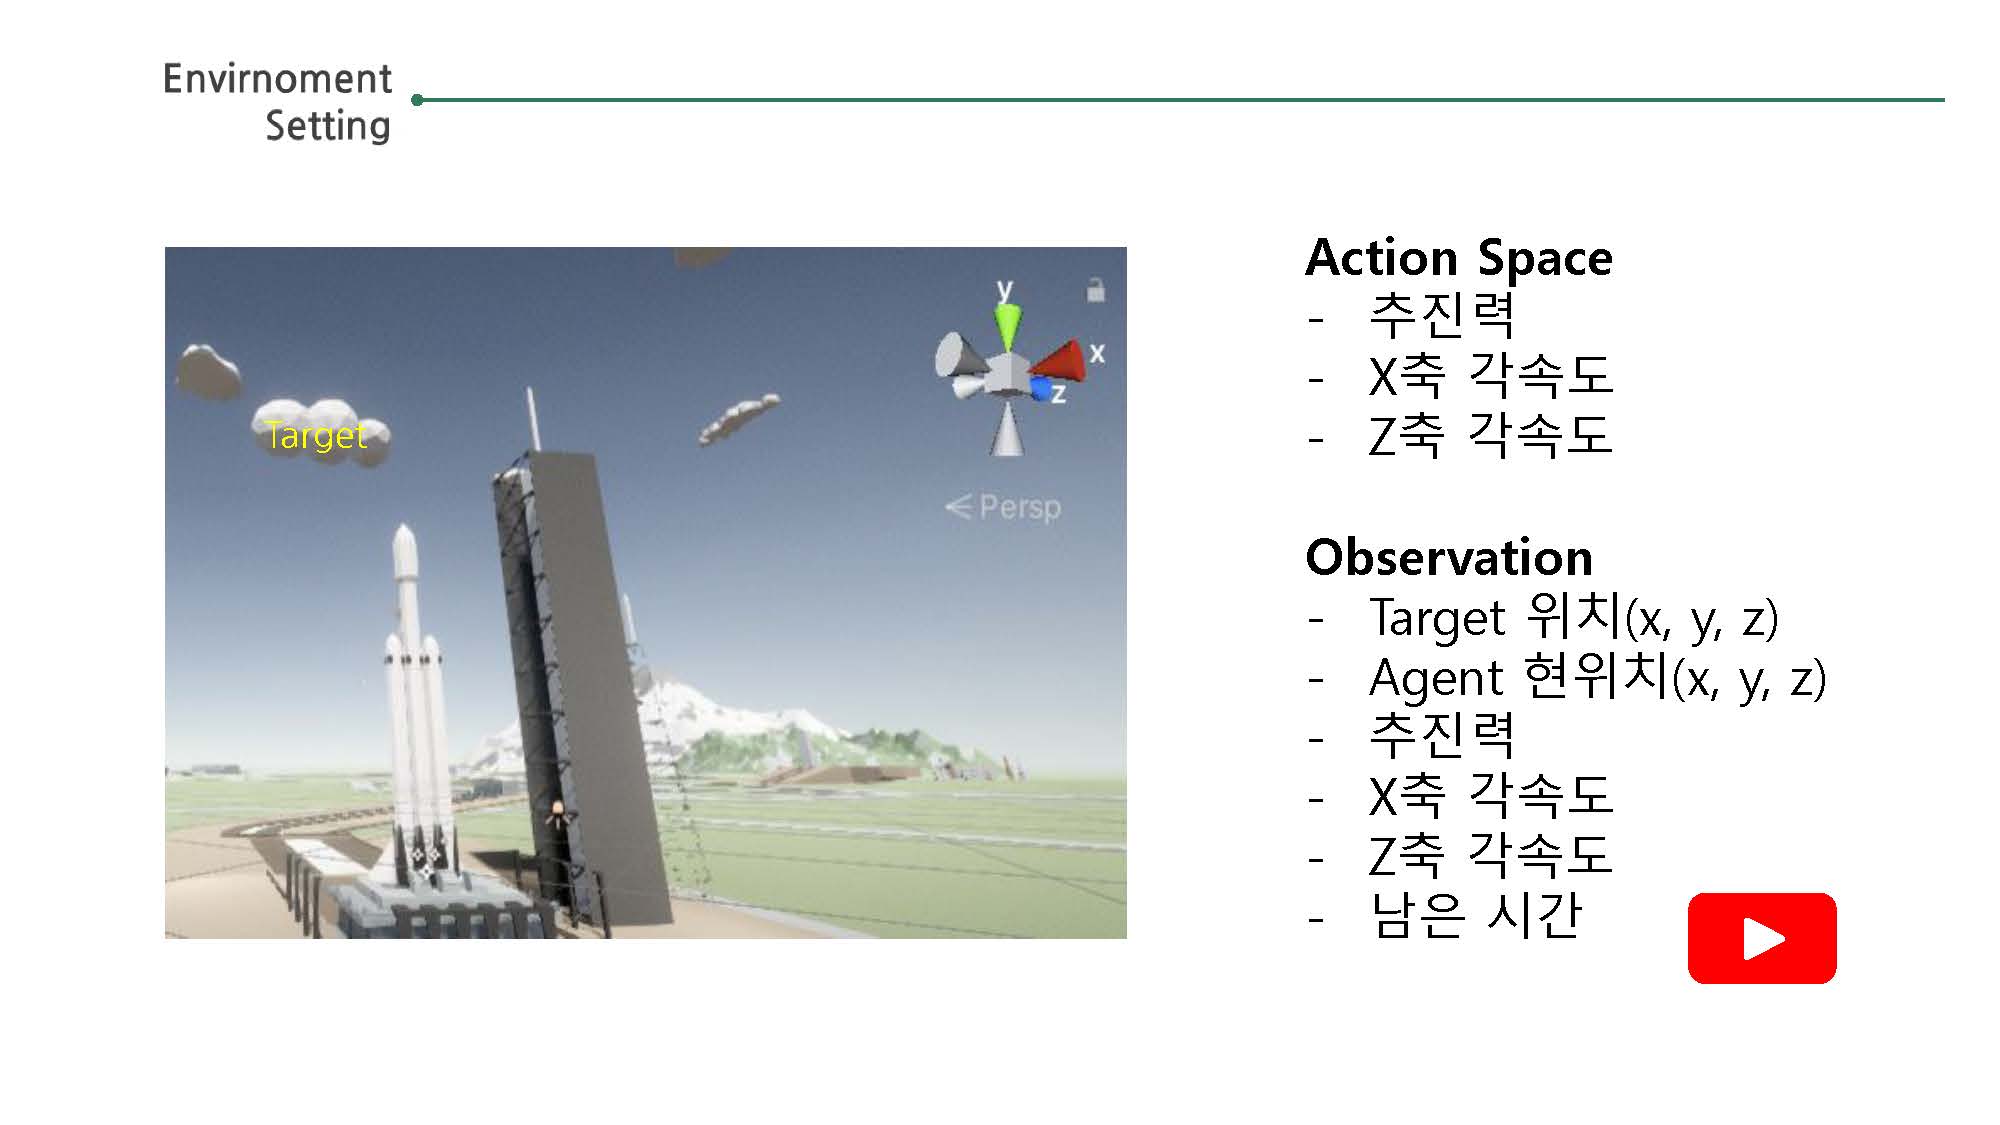 Envirnoment
Setting
y
x
z
Persp
Target
Action Space
- 추진력
- X축 각속도
- Z축 각속도
Observation
- Target 위치(x, y, z)
- Agent 현위치(x, y, z)
- 추진력
- X축 각속도
- Z축 각속도
- 남은 시간